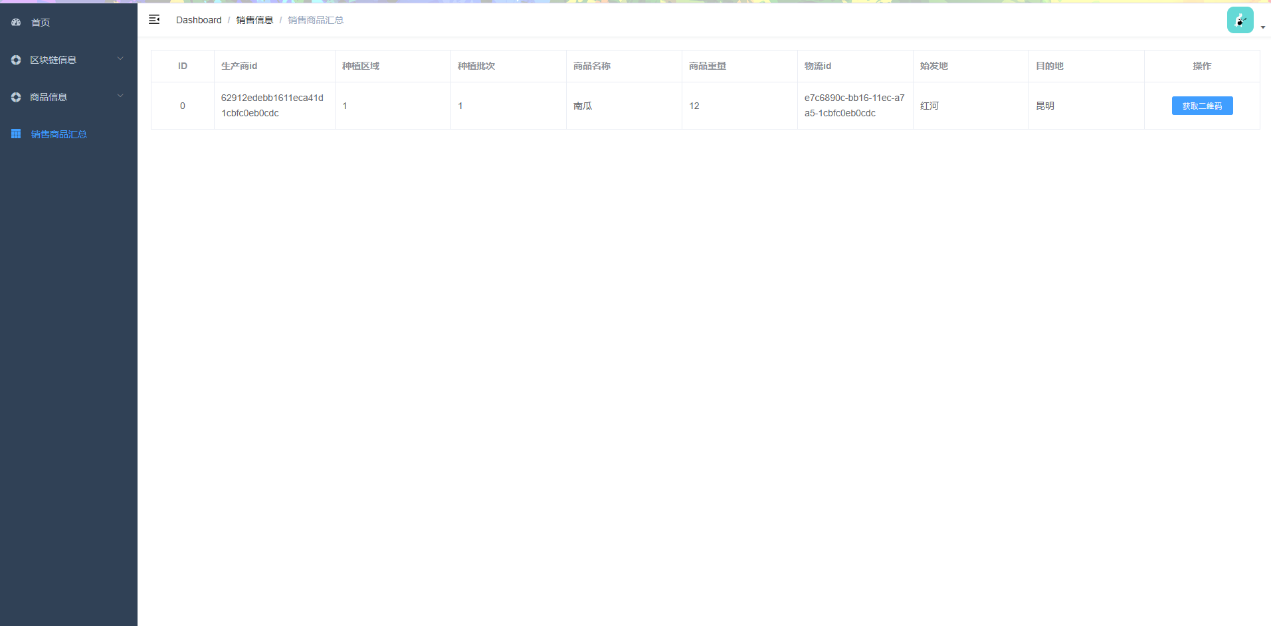 首页
区块链信息
商品信息
销售商品汇总
Dashboard / 销售信息 / 销售商品汇总
ID 生产商id 种植区域 种植批次 商品名称 商品重量 物流id 始发地 目的地 操作
0 62912edebb1611eca41d1cbfc0eb0cdc 1 1 南瓜 12 e7c6890c-bb16-11ec-a7a5-1cbfc0eb0cdc 红河 昆明 获取二维码